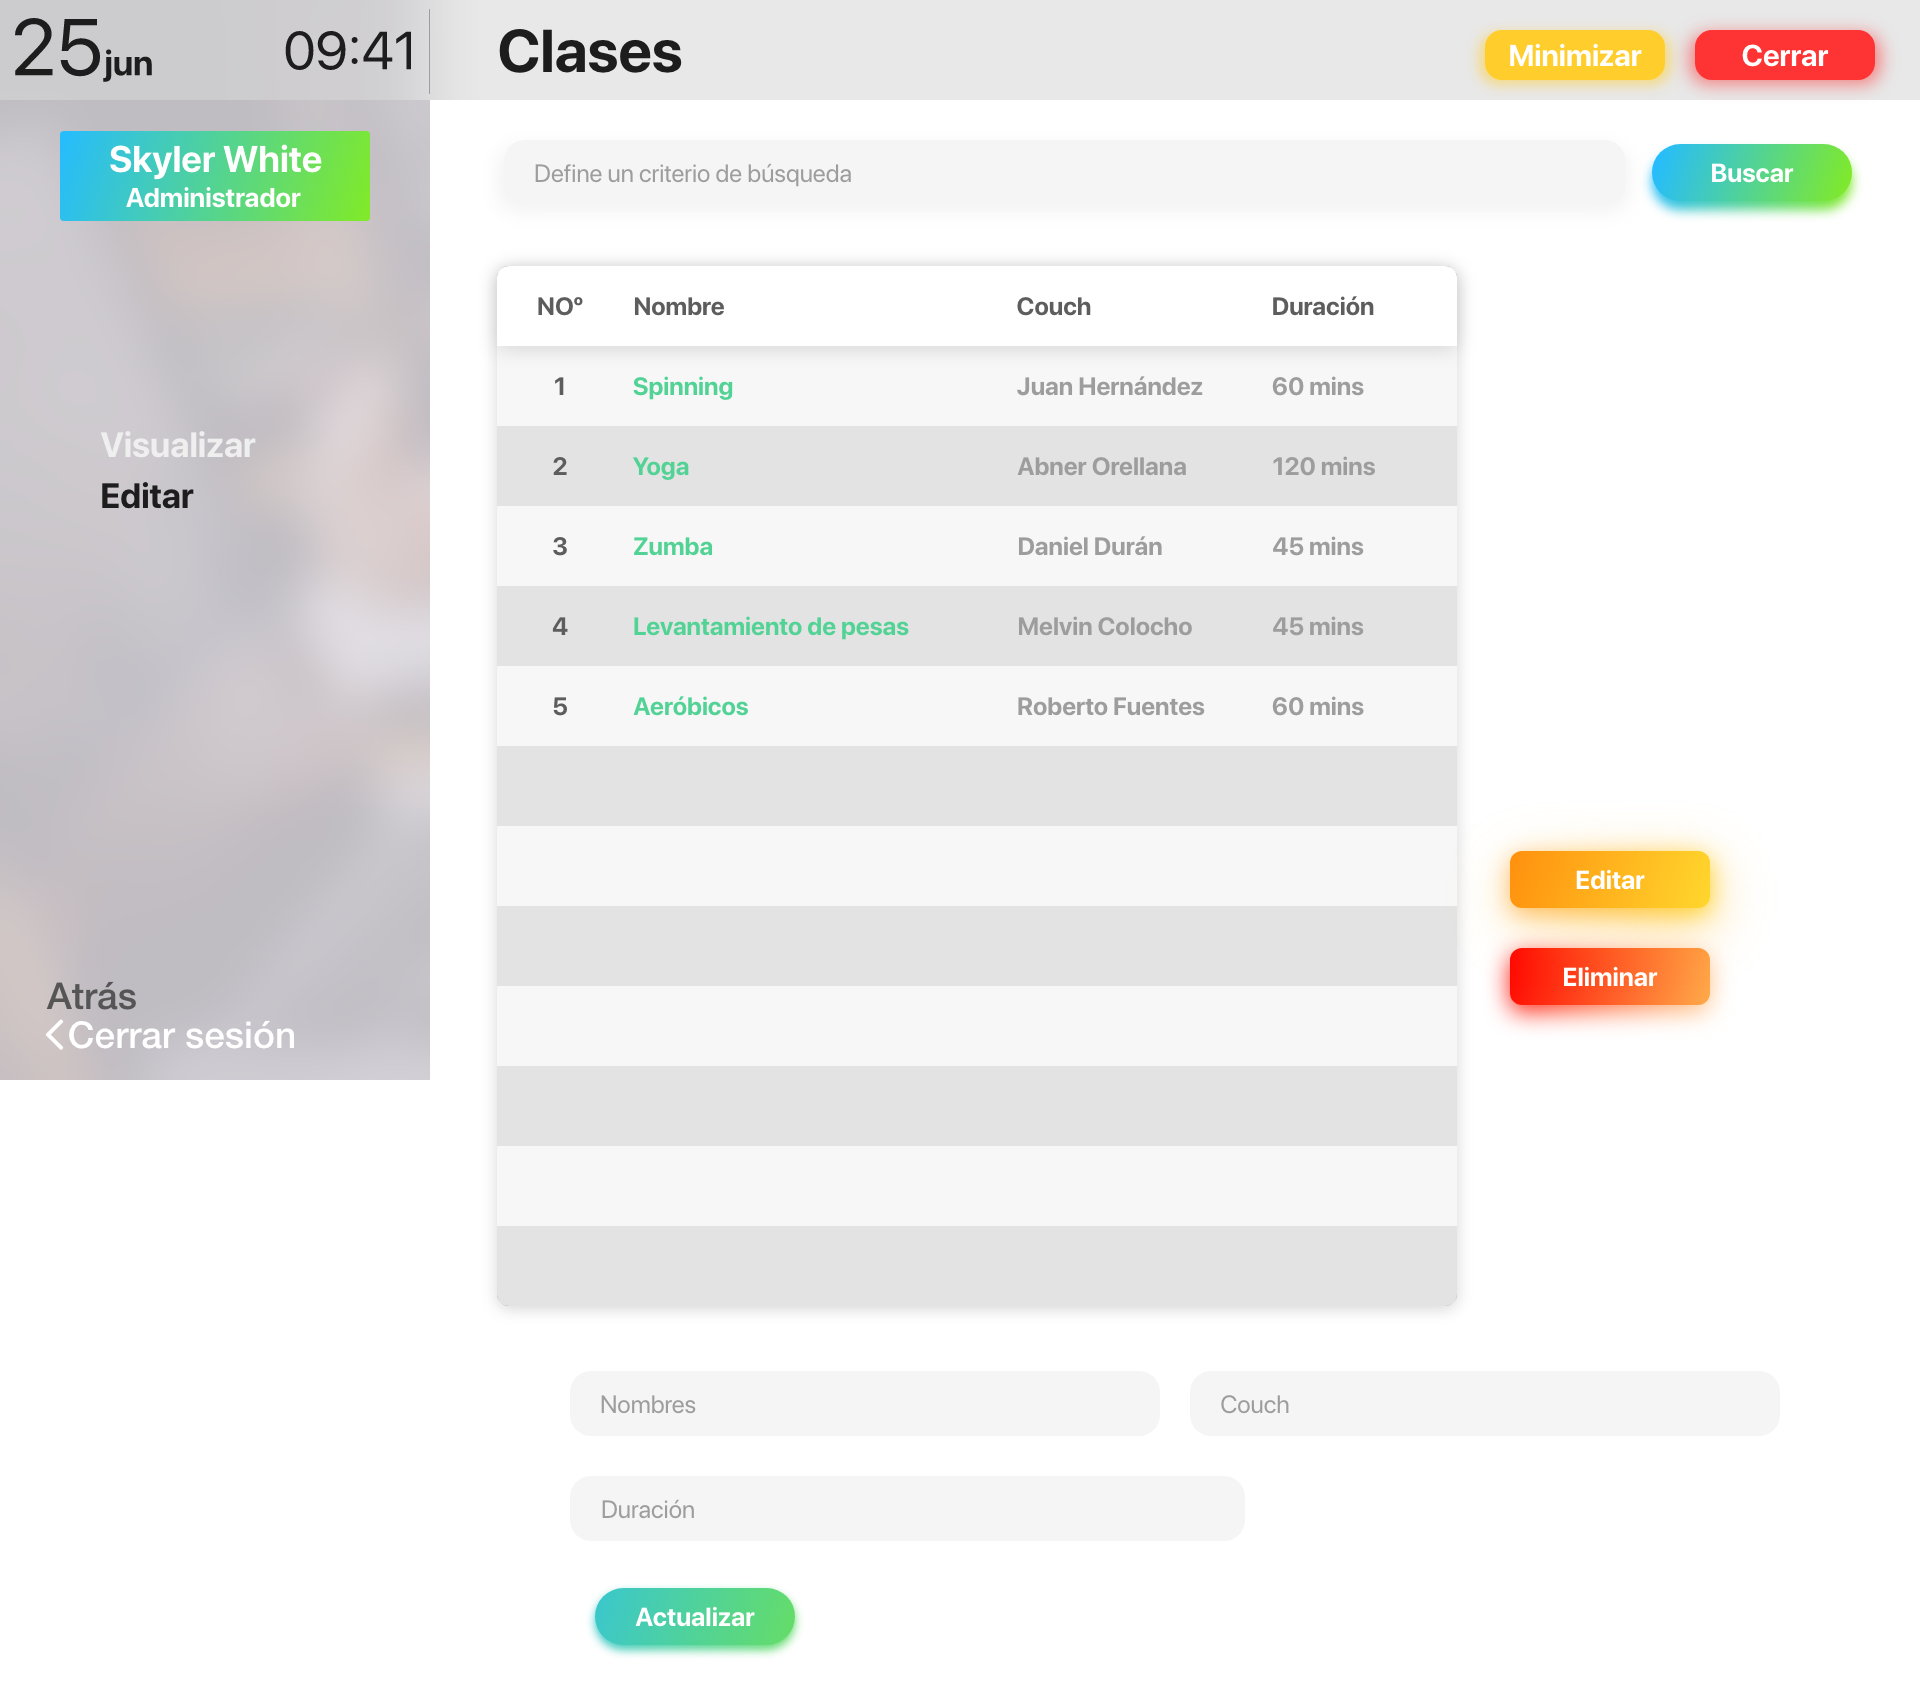 25jun 09:41 Clases Minimizar Cerrar
Skyler White
Administrador
Define un criterio de búsqueda Buscar
Visualizar
Editar
Atrás
Cerrar sesión
NOº Nombre Couch Duración
1 Spinning Juan Hernández 60 mins
2 Yoga Abner Orellana 120 mins
3 Zumba Daniel Durán 45 mins
4 Levantamiento de pesas Melvin Colocho 45 mins
5 Aeróbicos Roberto Fuentes 60 mins
Editar
Eliminar
Nombres Couch
Duración
Actualizar